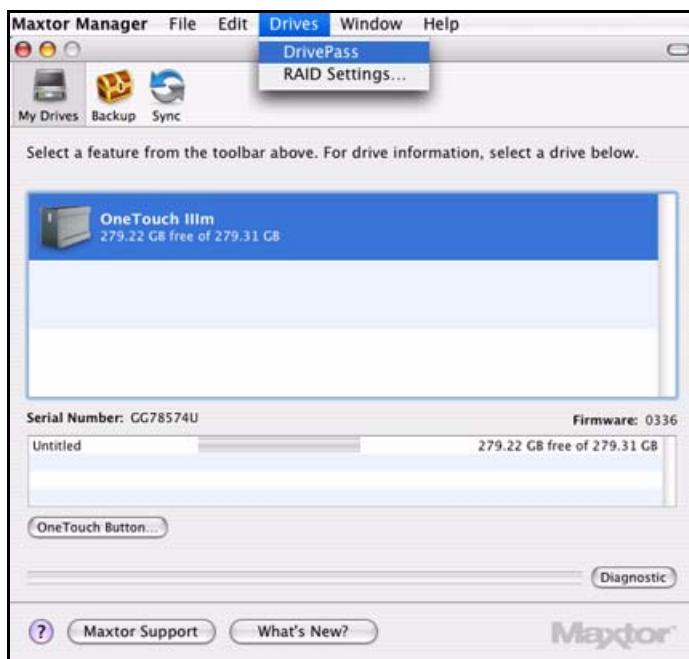 Maxtor Manager File Edit Drives Window Help
DrivePass
RAID Settings...
My Drives Backup Sync
Select a feature from the toolbar above. For drive information, select a drive below.
OneTouch IIIm
279.22 GB free of 279.31 GB
Serial Number: GG78574U Firmware: 0336
Untitled 279.22 GB free of 279.31 GB
OneTouch Button...
Diagnostic
? Maxtor Support What's New? Maxtor